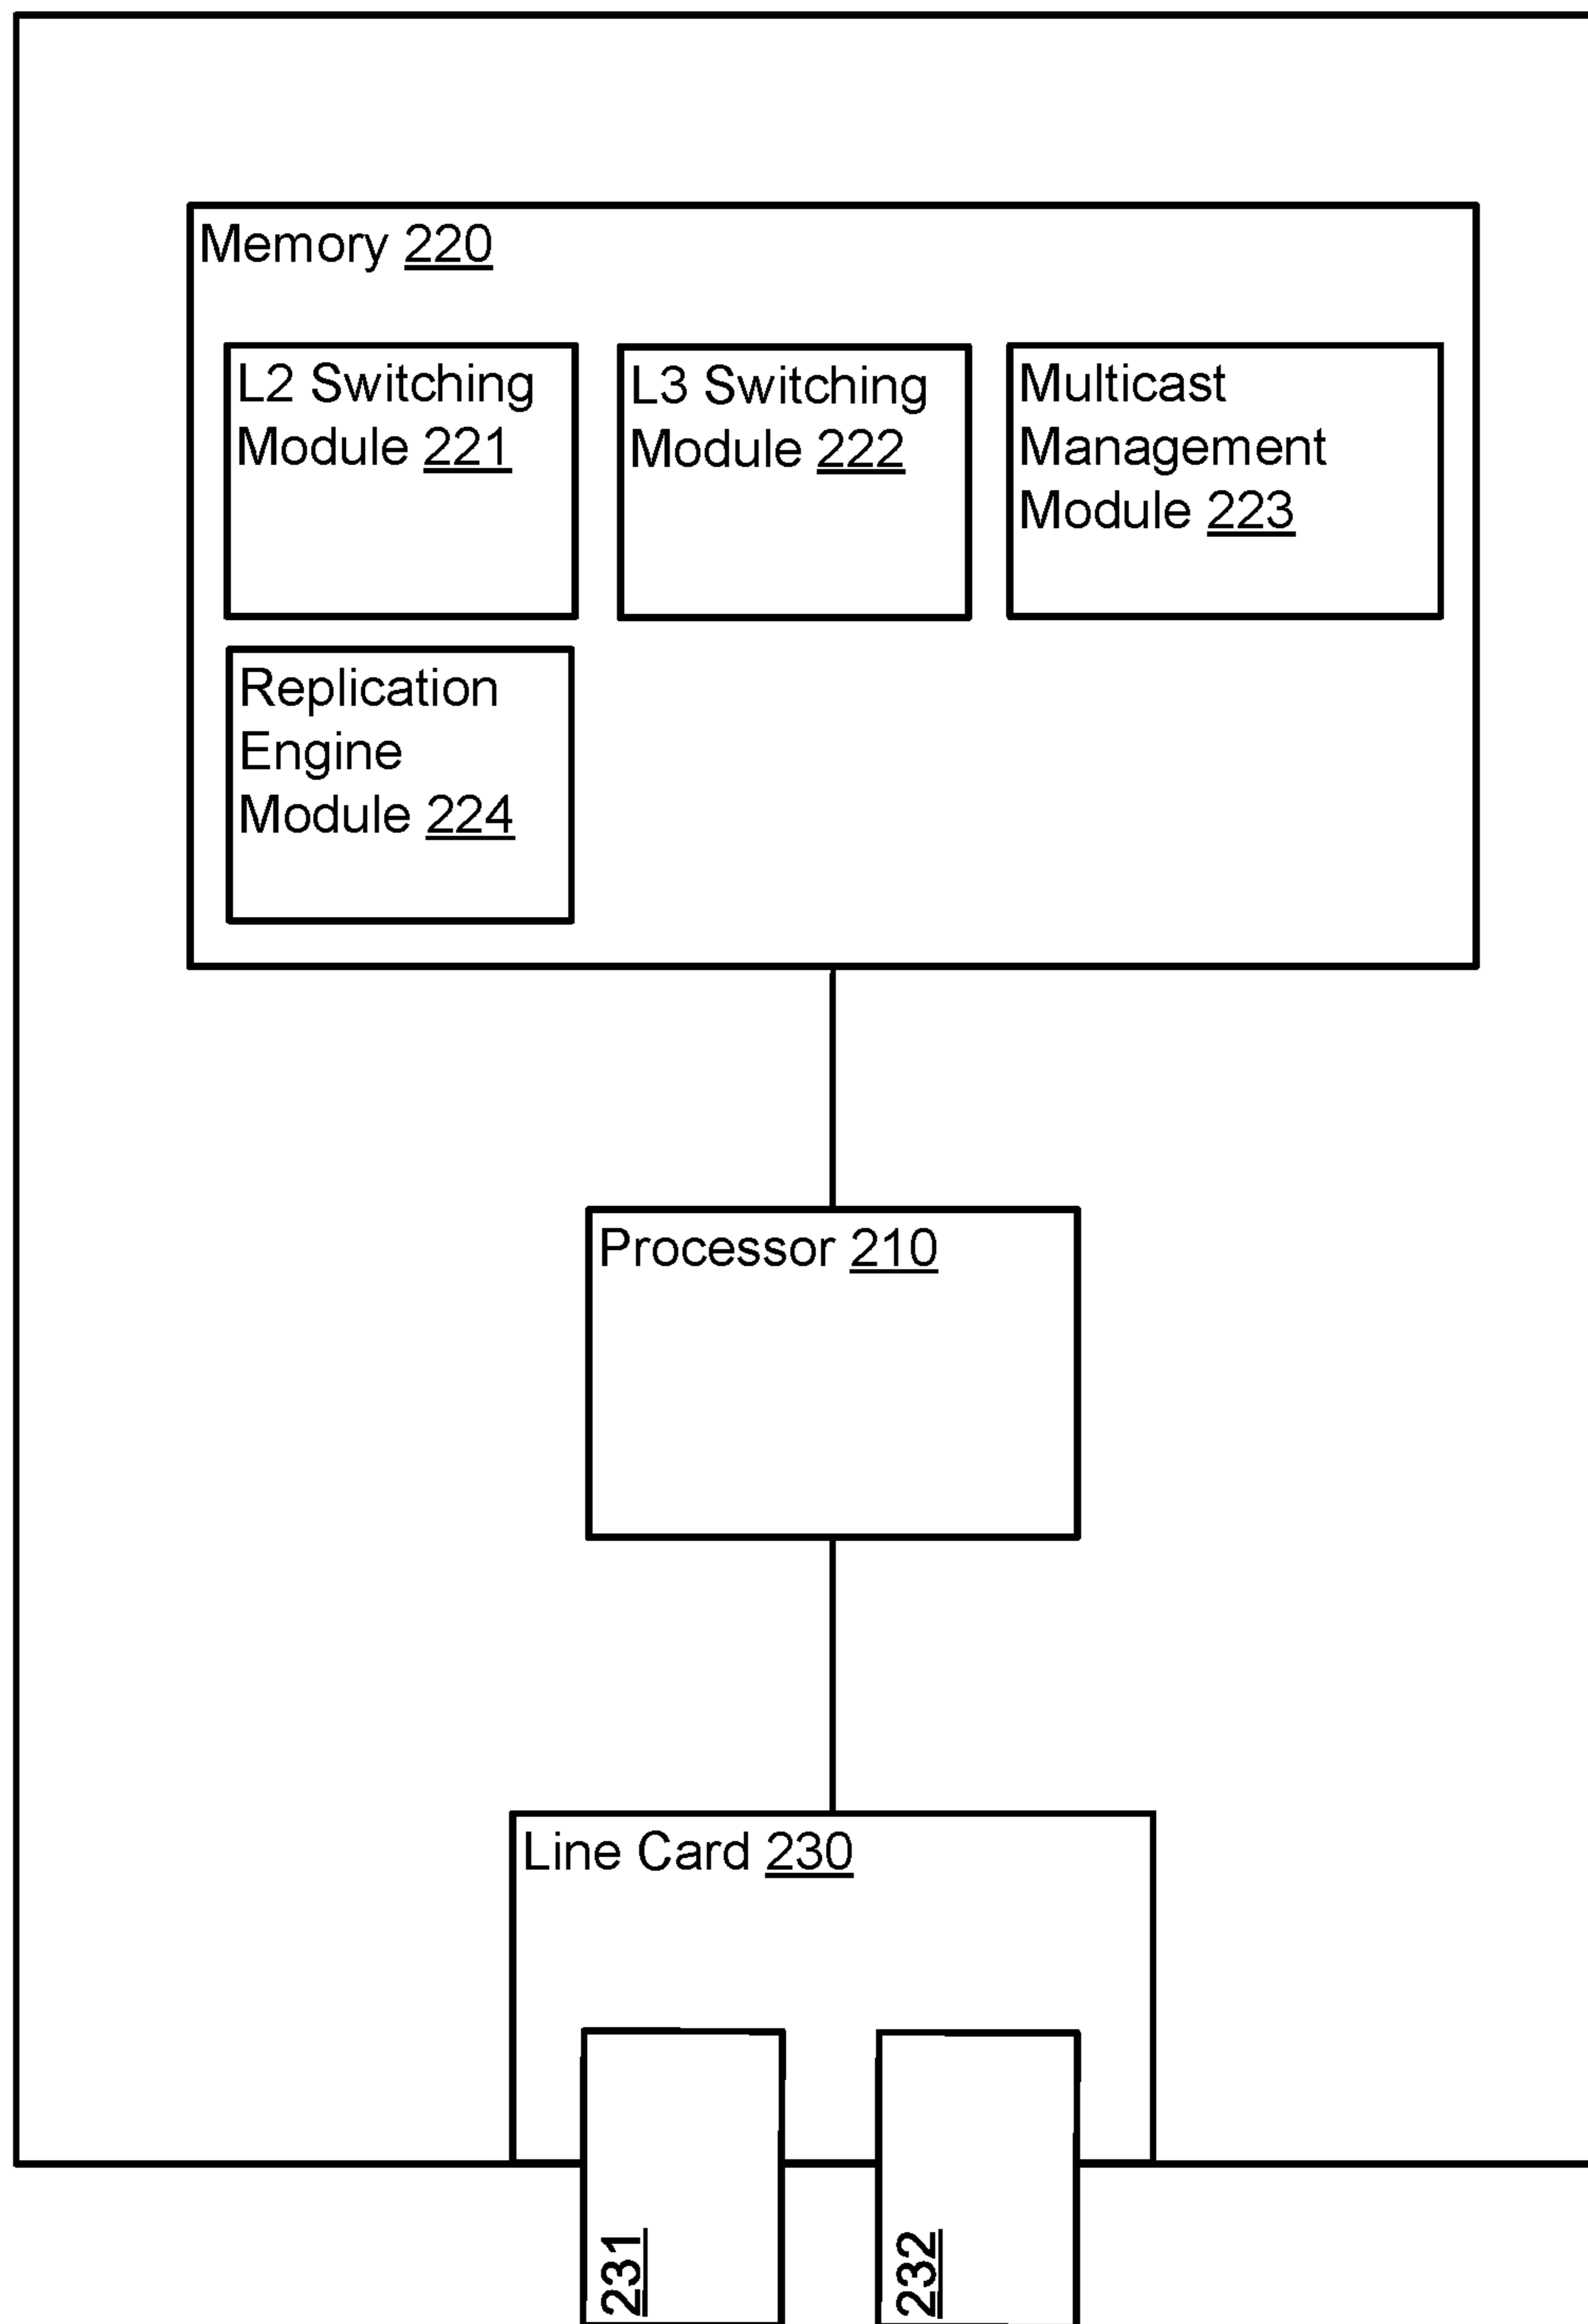 Memory 220
L2 Switching
Module 221
L3 Switching
Module 222
Multicast
Management
Module 223
Replication
Engine
Module 224
Processor 210
Line Card 230
231
232